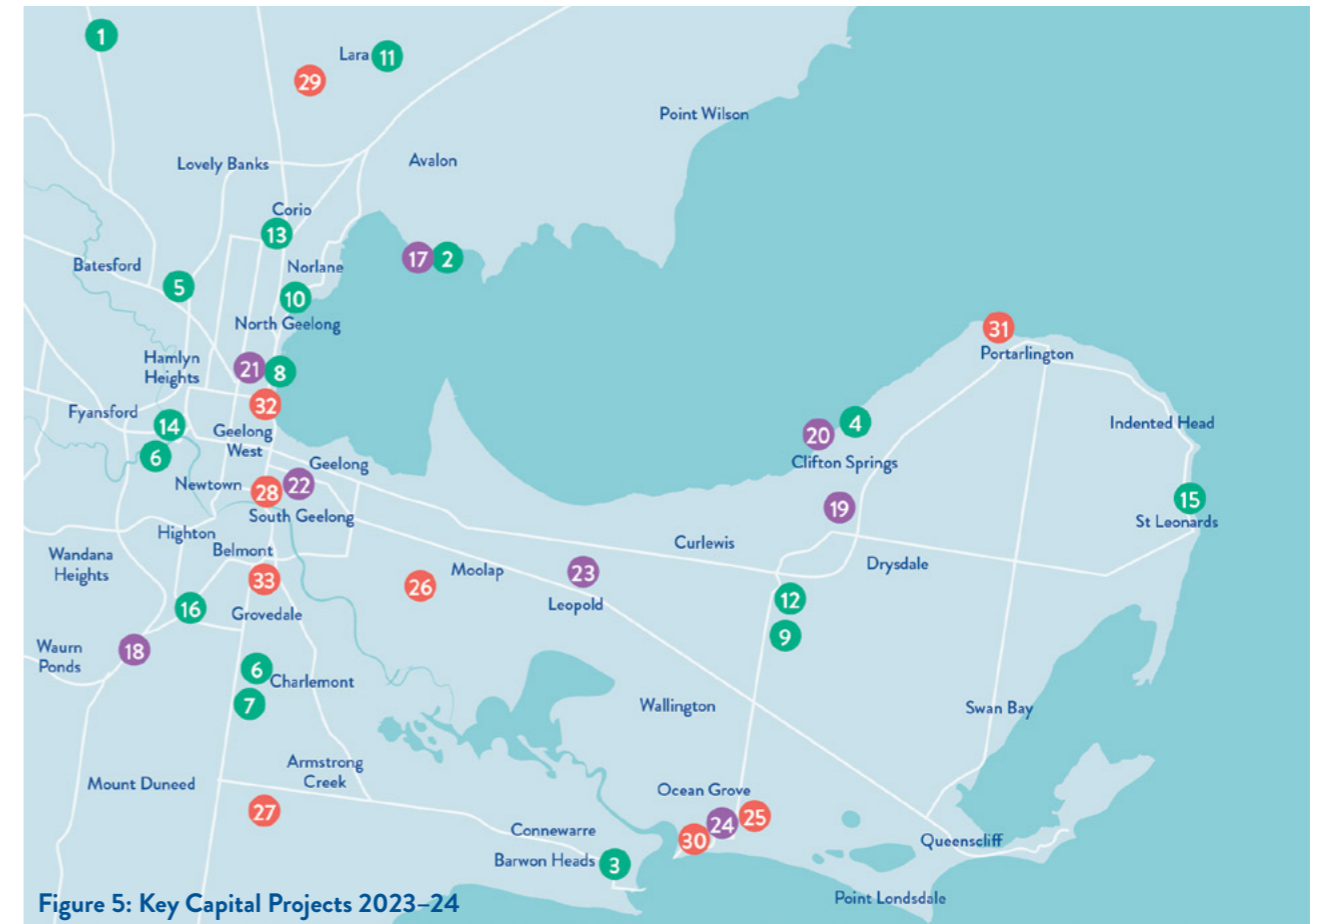 1
Lara 11
29
Point Wilson
Lovely Banks
Avalon
Corio
13
17 2
Batesford
Norlane
5
10
North Geelong
31
Portarlington
Hamlyn
Heights
21 8
32
Fyansford
14
6
Geelong
West
4
20
Clifton Springs
Indented Head
Geelong
Newtown
28 22
South Geelong
19
15
St Leonards
Highton
Belmont
Wandana
Heights
Curlewis
Drysdale
33
26
Moolap
23
Leopold
12
9
16
Grovedale
Waurn
Ponds
18
6
Charlemont
7
Wallington
Swan Bay
Mount Duneed
Armstrong
Creek
27
Ocean Grove
30 24 25
Connewarre
Barwon Heads 3
Queenscliff
Point Londsdale
Figure 5: Key Capital Projects 2023–24